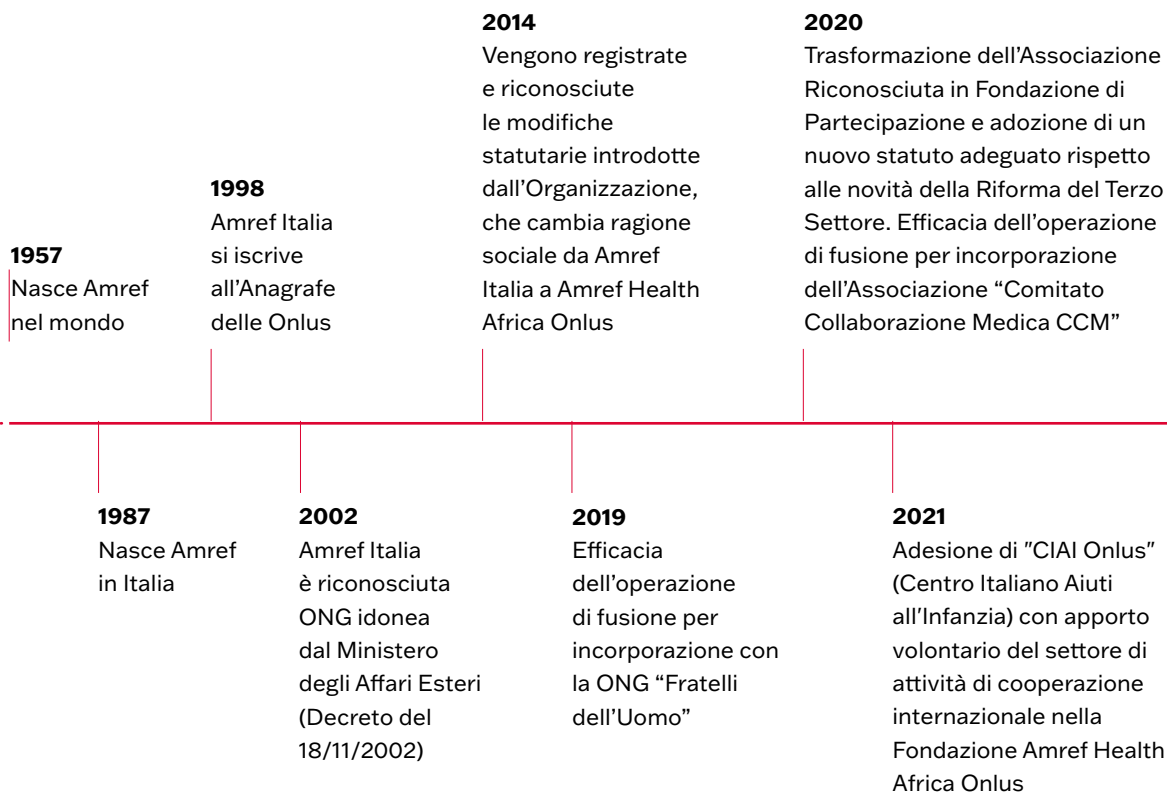 1957
Nasce Amref
nel mondo
1987
Nasce Amref
in Italia
1998
Amref Italia
si iscrive
all’Anagrafe
delle Onlus
2002
Amref Italia
è riconosciuta
ONG idonea
dal Ministero
degli Affari Esteri
(Decreto del
18/11/2002)
2014
Vengono registrate
e riconosciute
le modifiche
statutarie introdotte
dall’Organizzazione,
che cambia ragione
sociale da Amref
Italia a Amref Health
Africa Onlus
2019
Efficacia
dell’operazione
di fusione per
incorporazione con
la ONG “Fratelli
dell’Uomo”
2020
Trasformazione dell’Associazione
Riconosciuta in Fondazione di
Partecipazione e adozione di un
nuovo statuto adeguato rispetto
alle novità della Riforma del Terzo
Settore. Efficacia dell’operazione
di fusione per incorporazione
dell’Associazione “Comitato
Collaborazione Medica CCM”
2021
Adesione di "CIAI Onlus"
(Centro Italiano Aiuti
all'Infanzia) con apporto
volontario del settore di
attività di cooperazione
internazionale nella
Fondazione Amref Health
Africa Onlus